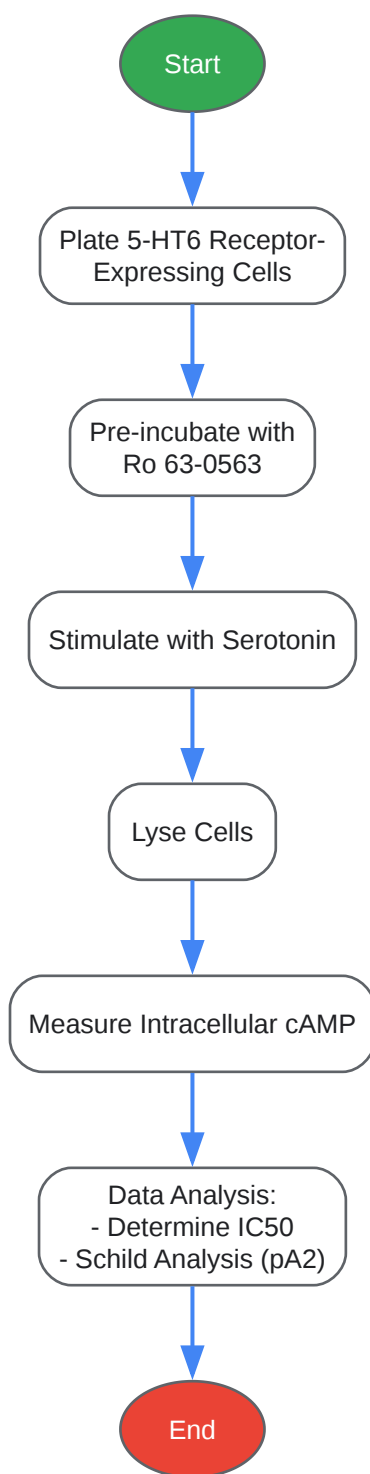 Start
Plate 5-HT6 Receptor-
Expressing Cells
Pre-incubate with
Ro 63-0563
Stimulate with Serotonin
Lyse Cells
Measure Intracellular cAMP
Data Analysis:
- Determine IC50
- Schild Analysis (pA2)
End